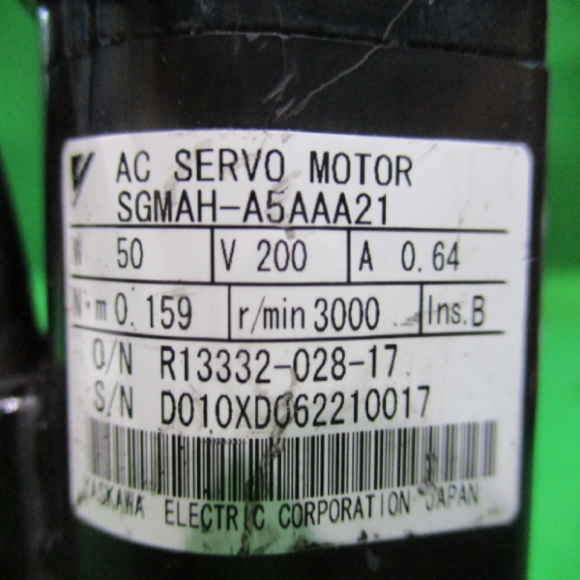 AC SERVO MOTOR
SGMAH-A5AAA21
W 50 V 200 A 0.64
N·m 0.159 r/min 3000 Ins. B
O/N R13332-028-17
S/N D010XD062210017
YASKAWA ELECTRIC CORPORATION JAPAN